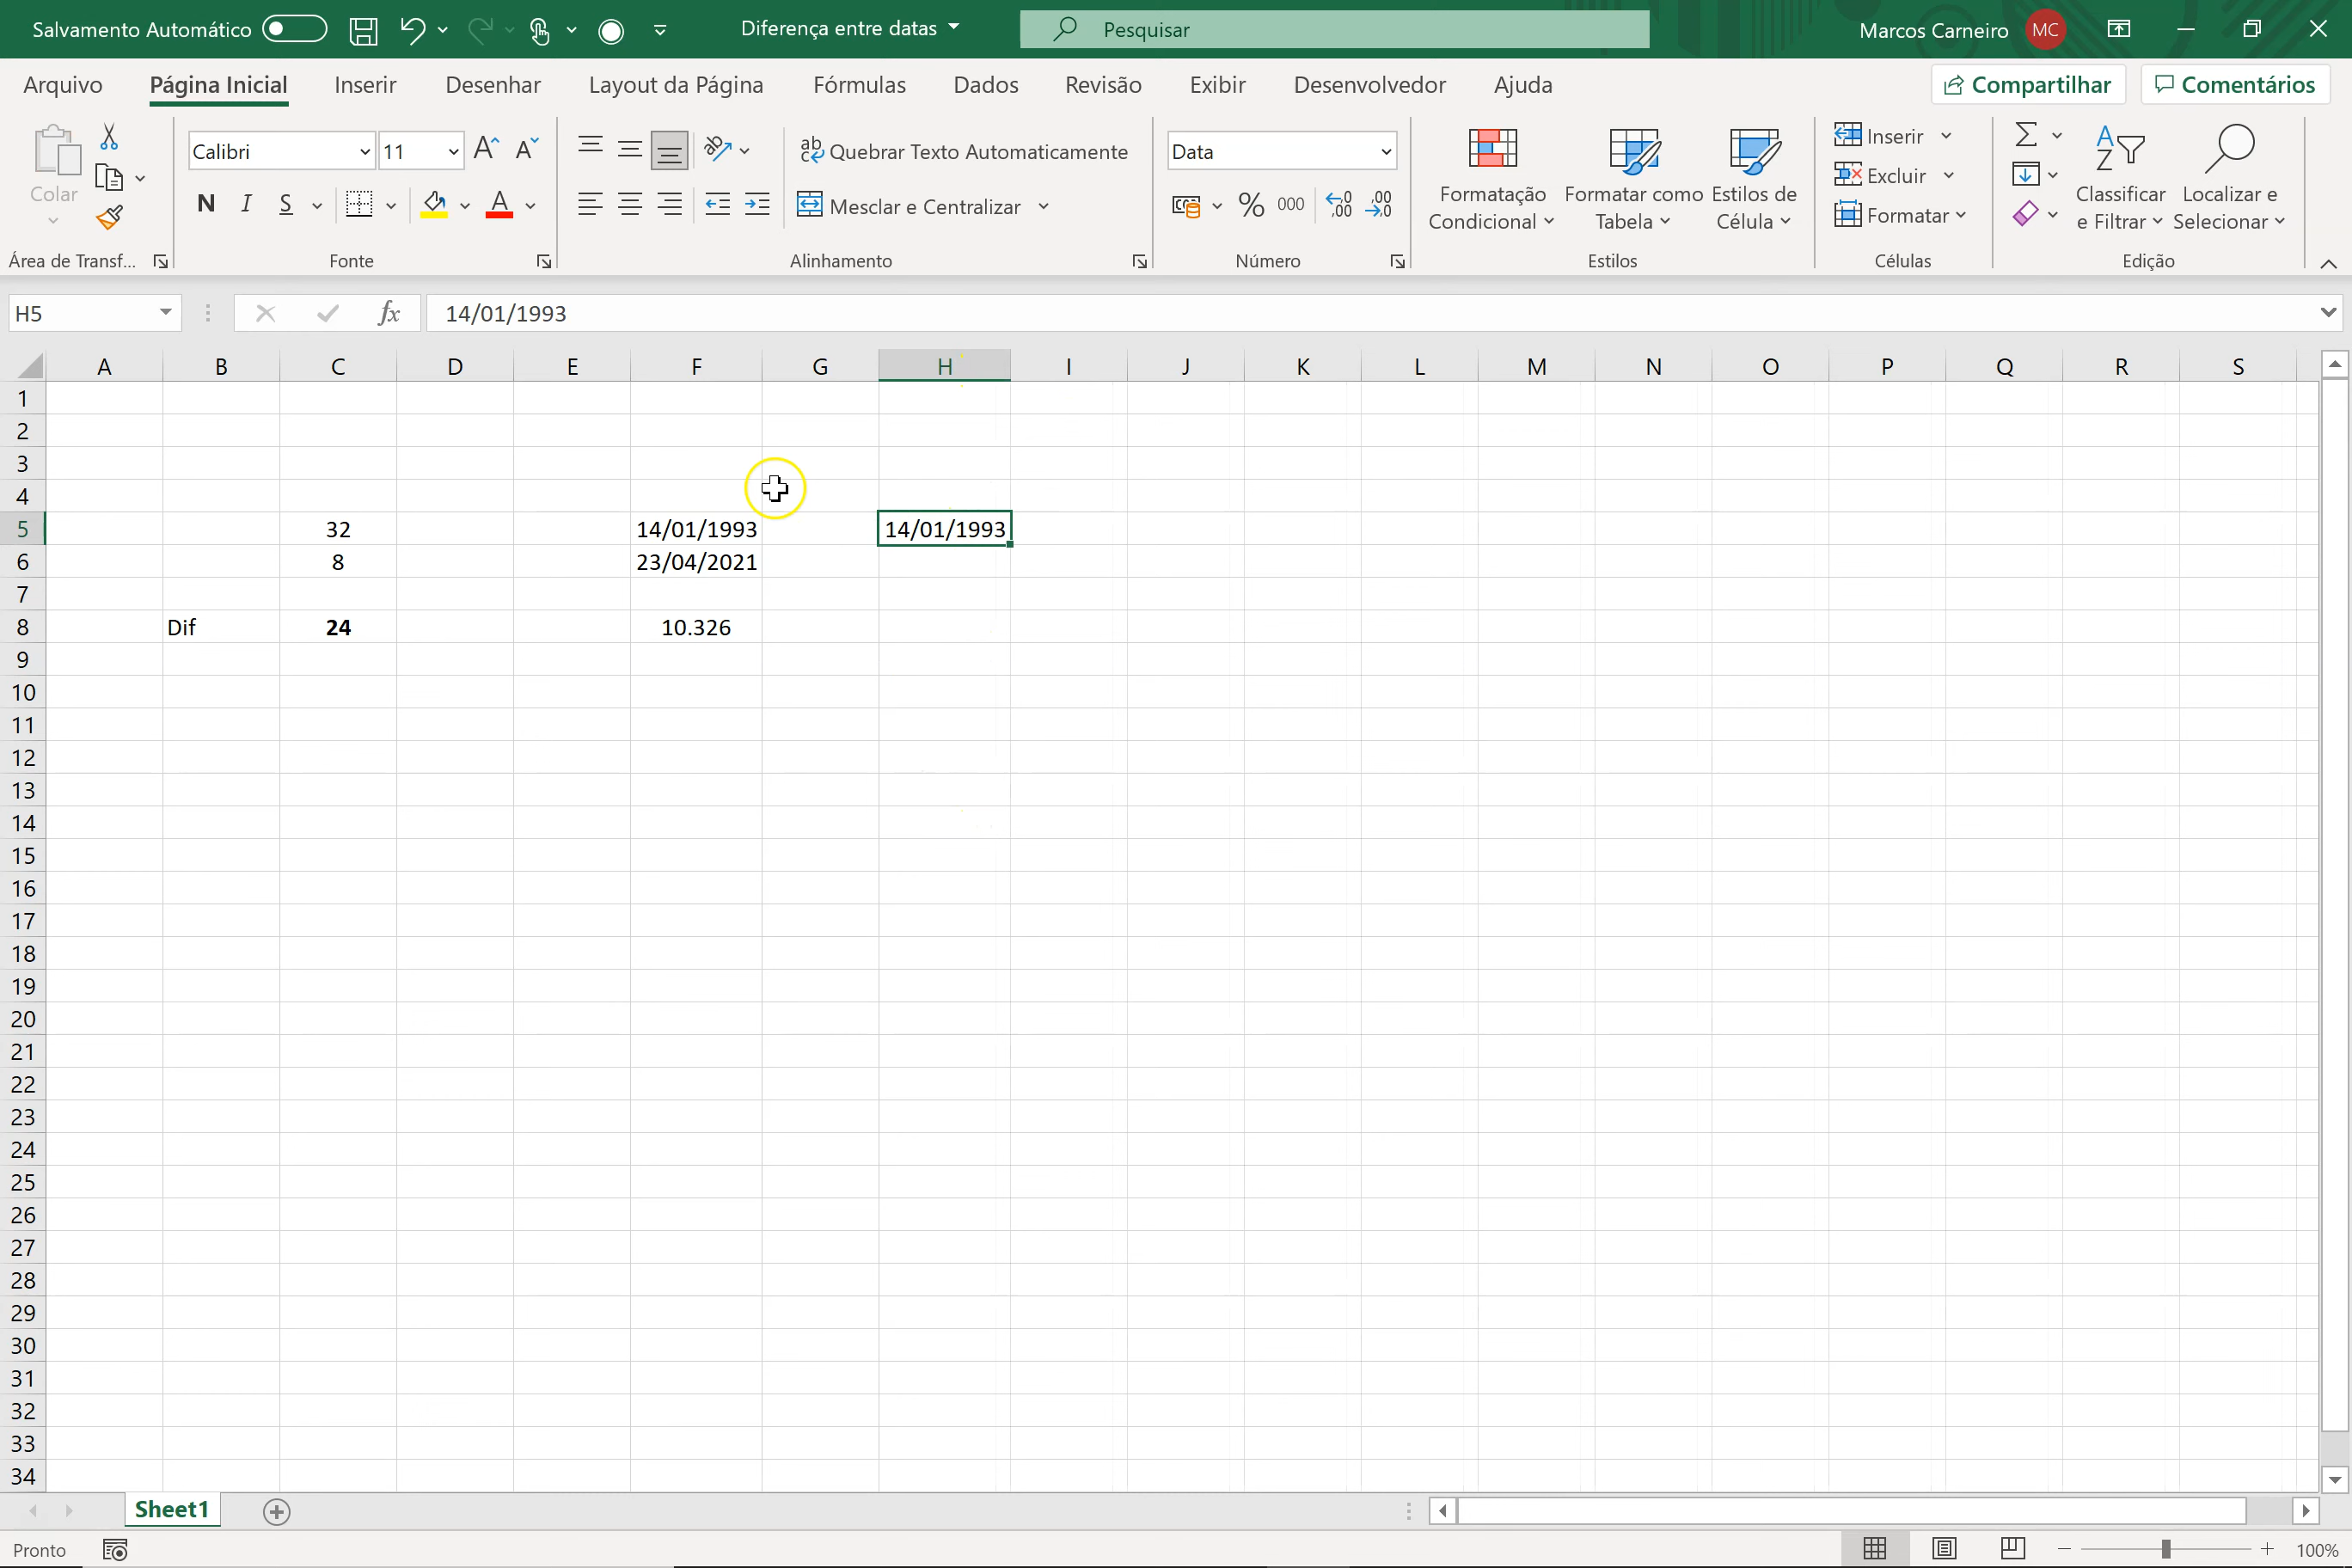 Salvamento Automático
Diferença entre datas
Pesquisar
Marcos Carneiro MC
Arquivo Página Inicial Inserir Desenhar Layout da Página Fórmulas Dados Revisão Exibir Desenvolvedor Ajuda
Compartilhar Comentários
Colar
Área de Transf...
Calibri 11
N I S
Fonte
Quebrar Texto Automaticamente
Mesclar e Centralizar
Alinhamento
Data
% 000
Número
Formatação
Condicional
Formatar como
Tabela
Estilos de
Célula
Estilos
Inserir
Excluir
Formatar
Células
Classificar
e Filtrar
Localizar e
Selecionar
Edição
H5 fx 14/01/1993
A B C D E F G H I J K L M N O P Q R S
1
2
3
4
5 32 14/01/1993 14/01/1993
6 8 23/04/2021
7
8 Dif 24 10.326
9
10
11
12
13
14
15
16
17
18
19
20
21
22
23
24
25
26
27
28
29
30
31
32
33
34
Sheet1
Pronto
100%